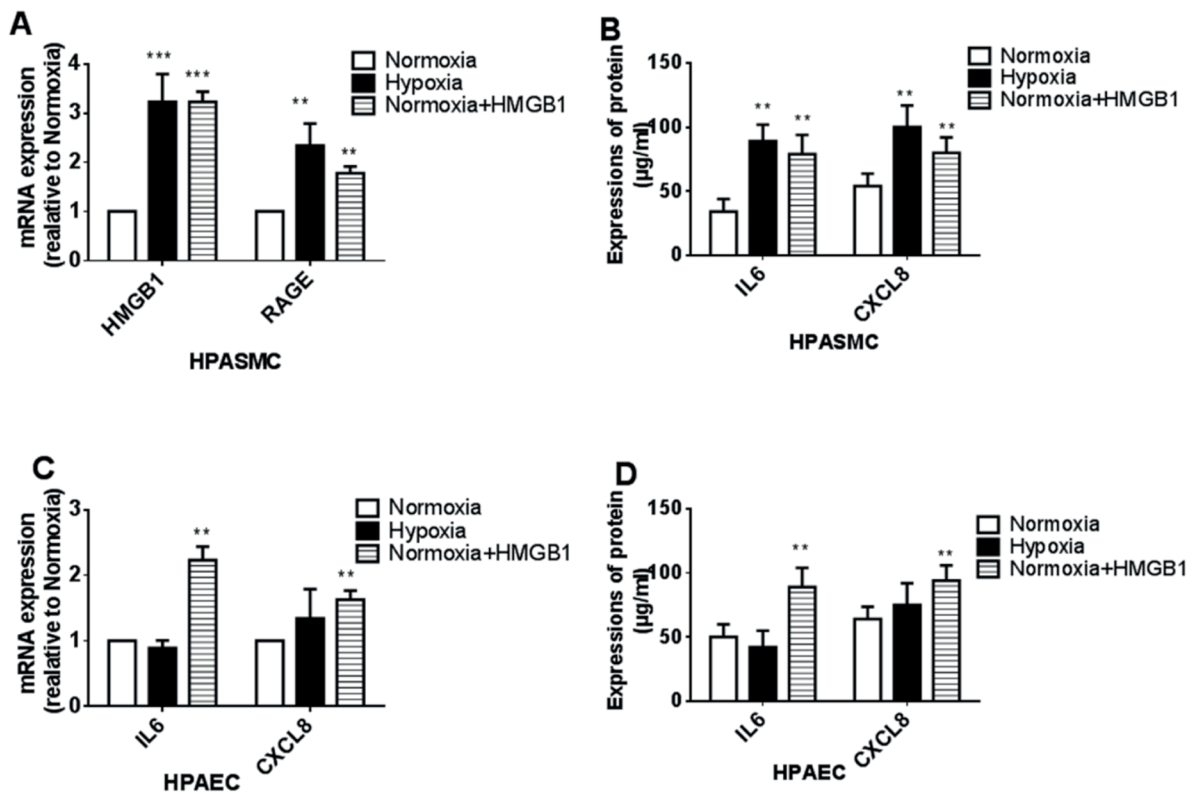 A
mRNA expression
(realative to Normoxia)
4
3
2
1
0
***
***
**
**
Normoxia
Hypoxia
Normoxia+HMGB1
HMGB1
RAGE
HPASMC
B
Expressions of protein
(µg/ml)
150
100
50
0
**
**
**
**
Normoxia
Hypoxia
Normoxia+HMGB1
IL6
CXCL8
HPASMC
C
mRNA expression
(realative to Normoxia)
3
2
1
0
**
**
Normoxia
Hypoxia
Normoxia+HMGB1
IL6
CXCL8
HPAEC
D
Expressions of protein
(µg/ml)
150
100
50
0
**
**
Normoxia
Hypoxia
Normoxia+HMGB1
IL6
CXCL8
HPAEC